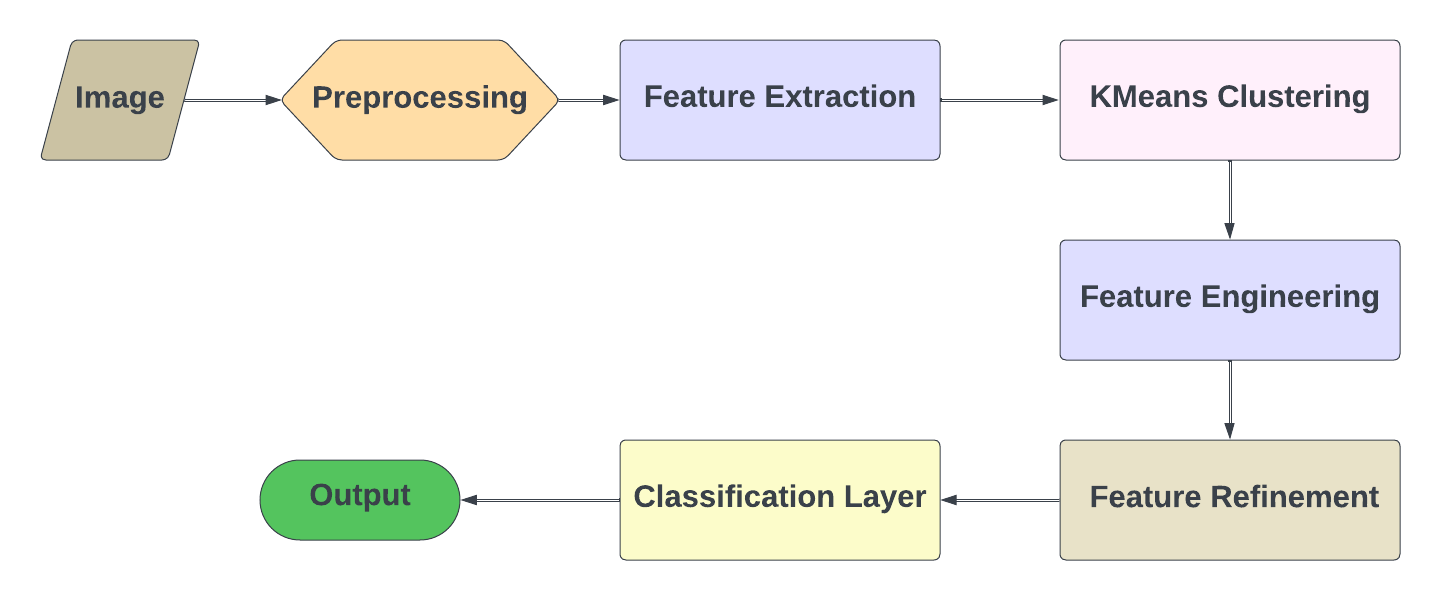 Image
Preprocessing
Feature Extraction
KMeans Clustering
Feature Engineering
Feature Refinement
Classification Layer
Output